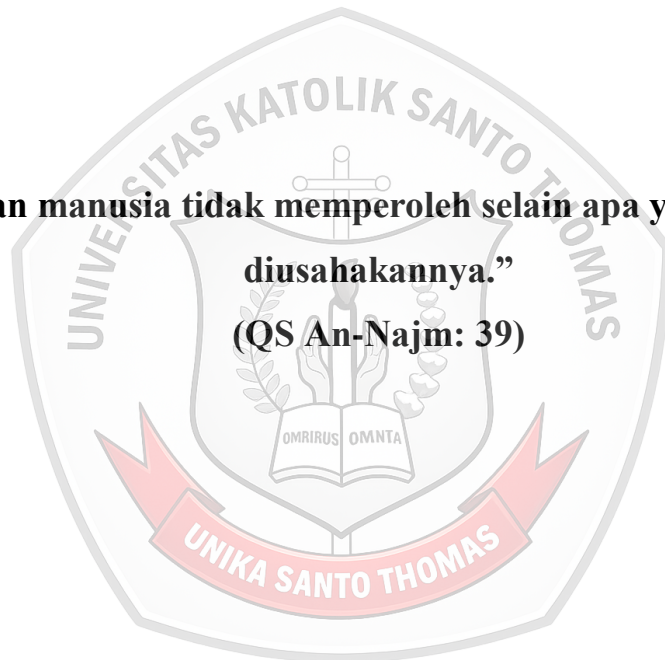 UNIVERSITAS KATOLIK SANTO THOMAS
an manusia tidak memperoleh selain apa y
diusahakannya.”
(QS An-Najm: 39)
OMRIRUS OMNTA
UNIKA SANTO THOMAS